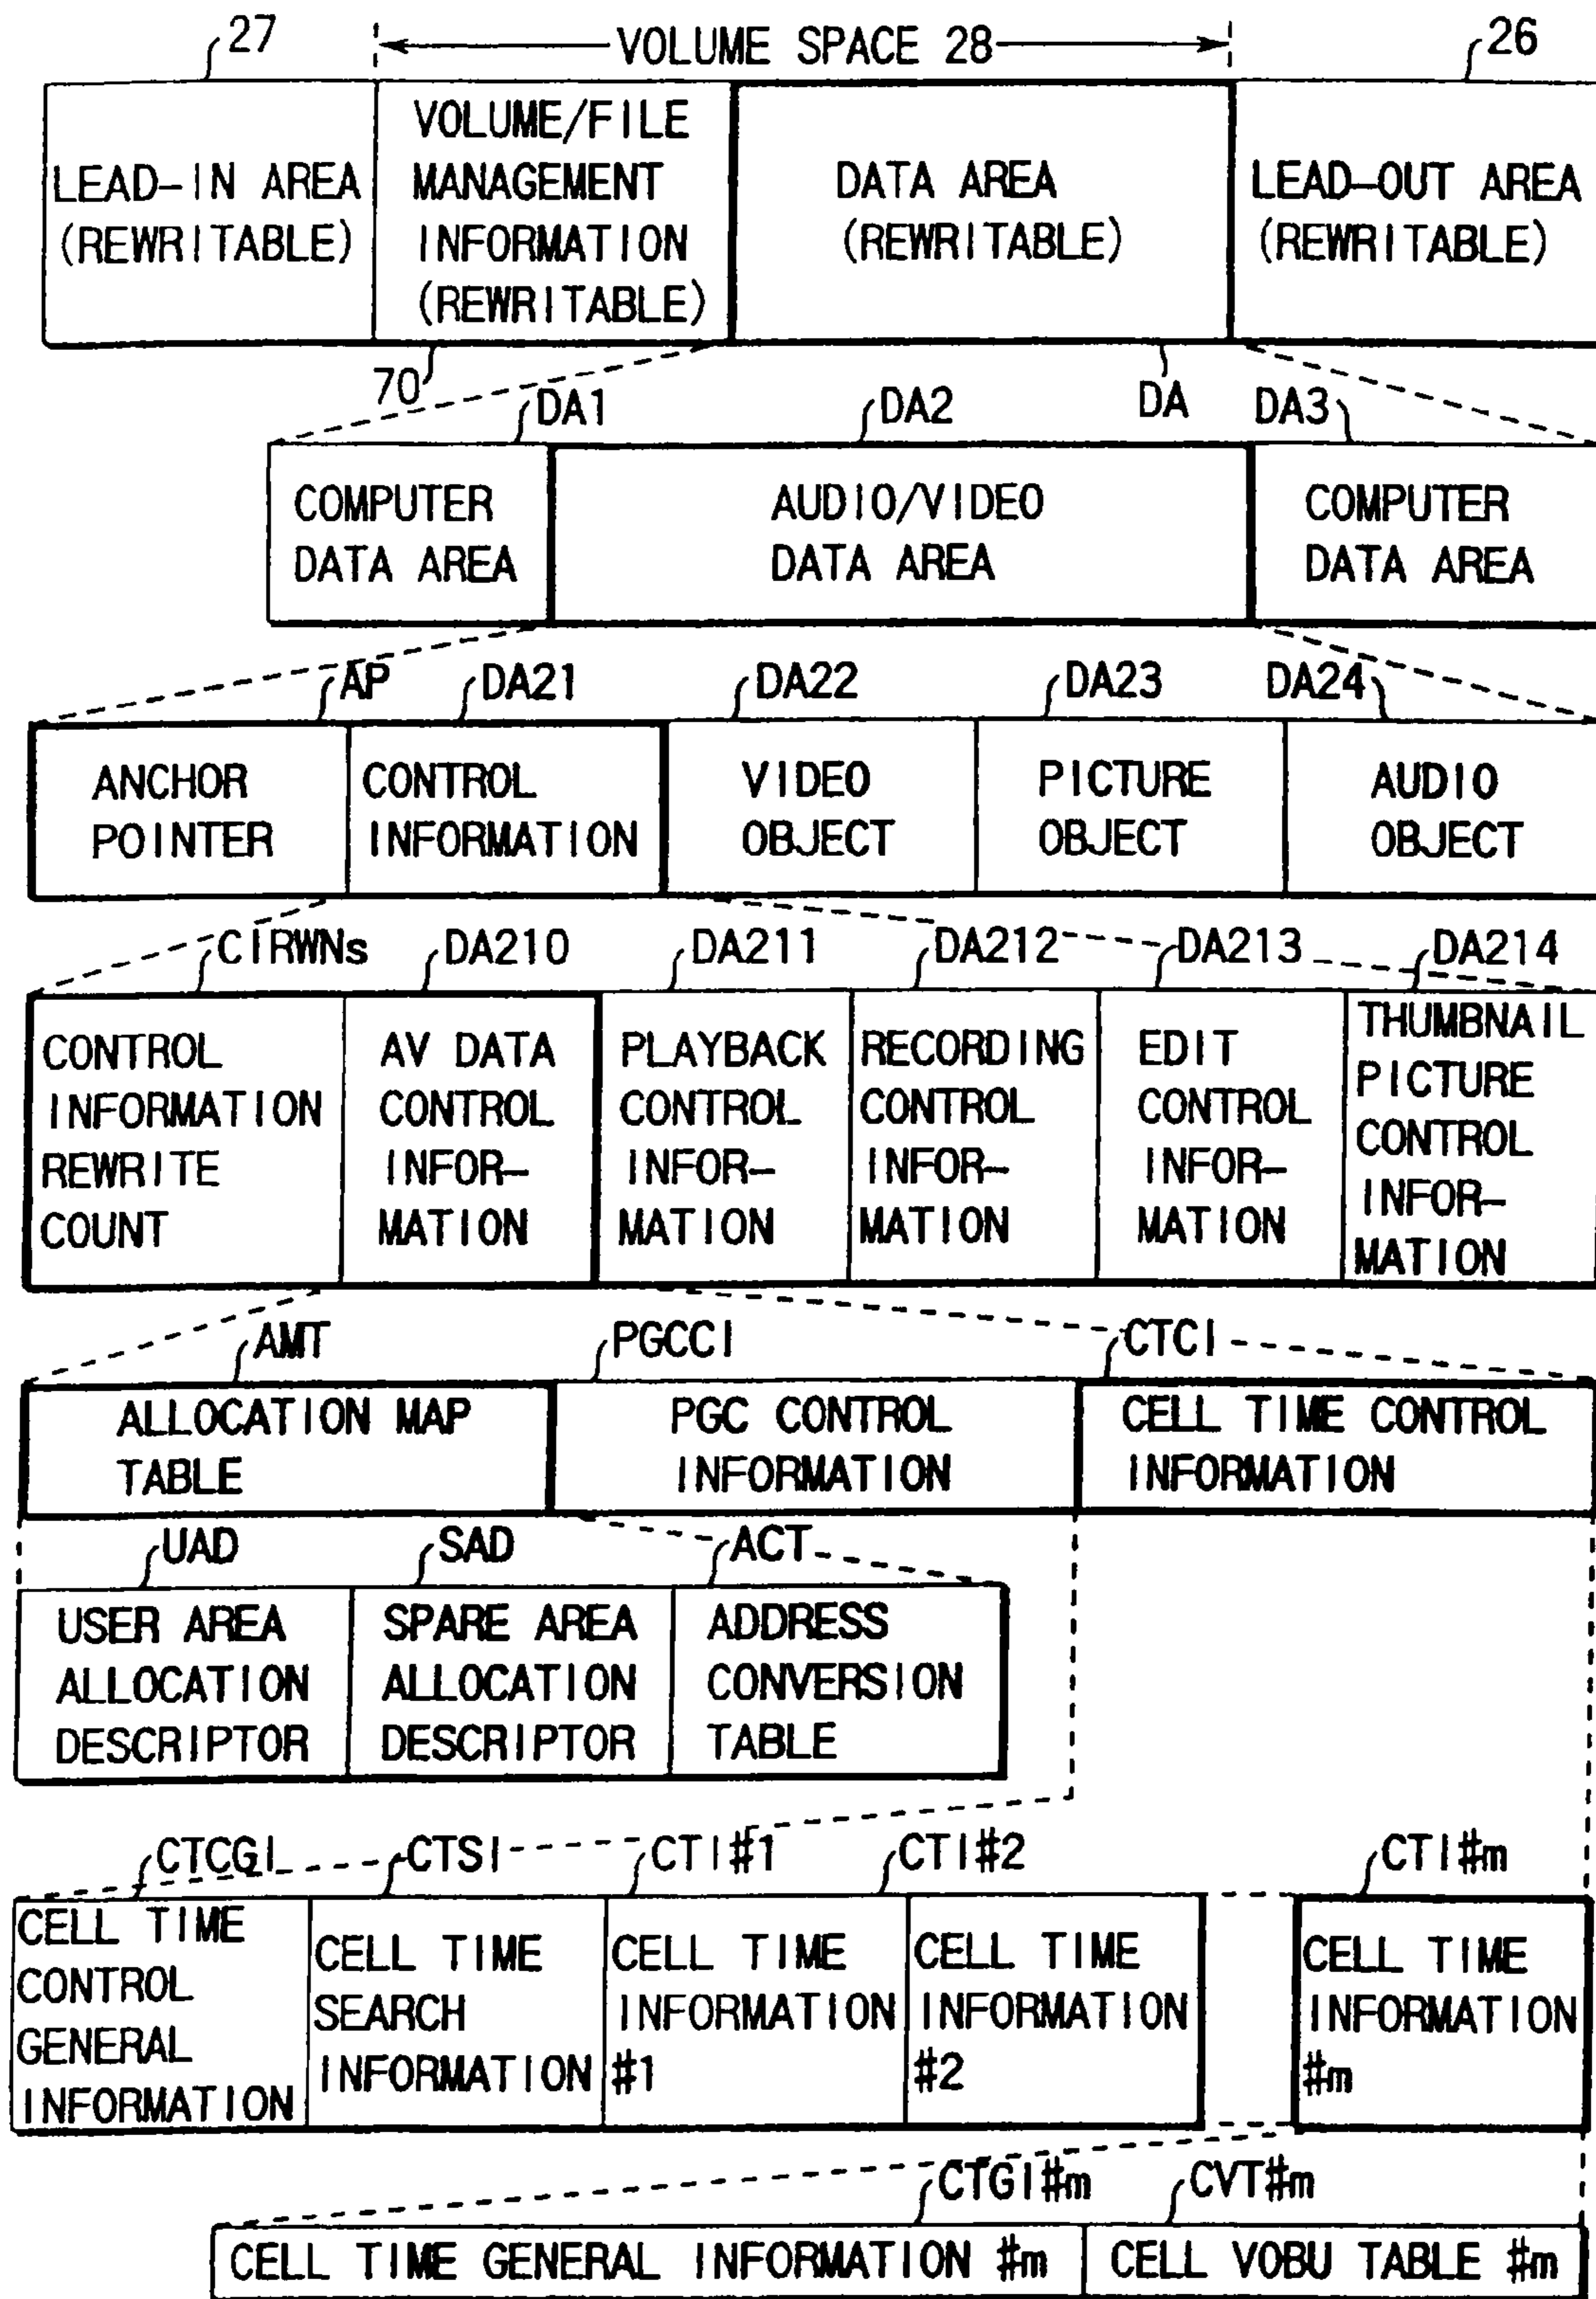 27
VOLUME SPACE 28
26
LEAD-IN AREA
(REWRITABLE)
VOLUME/FILE
MANAGEMENT
INFORMATION
(REWRITABLE)
DATA AREA
(REWRITABLE)
LEAD-OUT AREA
(REWRITABLE)
70
DA1
DA2
DA
DA3
COMPUTER
DATA AREA
AUDIO/VIDEO
DATA AREA
COMPUTER
DATA AREA
AP
DA21
DA22
DA23
DA24
ANCHOR
POINTER
CONTROL
INFORMATION
VIDEO
OBJECT
PICTURE
OBJECT
AUDIO
OBJECT
CIRWNs
DA210
DA211
DA212
DA213
DA214
CONTROL
INFORMATION
REWRITE
COUNT
AV DATA
CONTROL
INFOR-
MATION
PLAYBACK
CONTROL
INFOR-
MATION
RECORDING
CONTROL
INFOR-
MATION
EDIT
CONTROL
INFOR-
MATION
THUMBNAIL
PICTURE
CONTROL
INFOR-
MATION
AMT
PGCCI
CTCI
ALLOCATION MAP
TABLE
PGC CONTROL
INFORMATION
CELL TIME CONTROL
INFORMATION
UAD
SAD
ACT
USER AREA
ALLOCATION
DESCRIPTOR
SPARE AREA
ALLOCATION
DESCRIPTOR
ADDRESS
CONVERSION
TABLE
CTCGI
CTSI
CTI#1
CTI#2
CTI#m
CELL TIME
CONTROL
GENERAL
INFORMATION
CELL TIME
SEARCH
INFORMATION
CELL TIME
INFORMATION
#1
CELL TIME
INFORMATION
#2
CELL TIME
INFORMATION
#m
CTGI#m
CVT#m
CELL TIME GENERAL INFORMATION #m
CELL VOBU TABLE #m